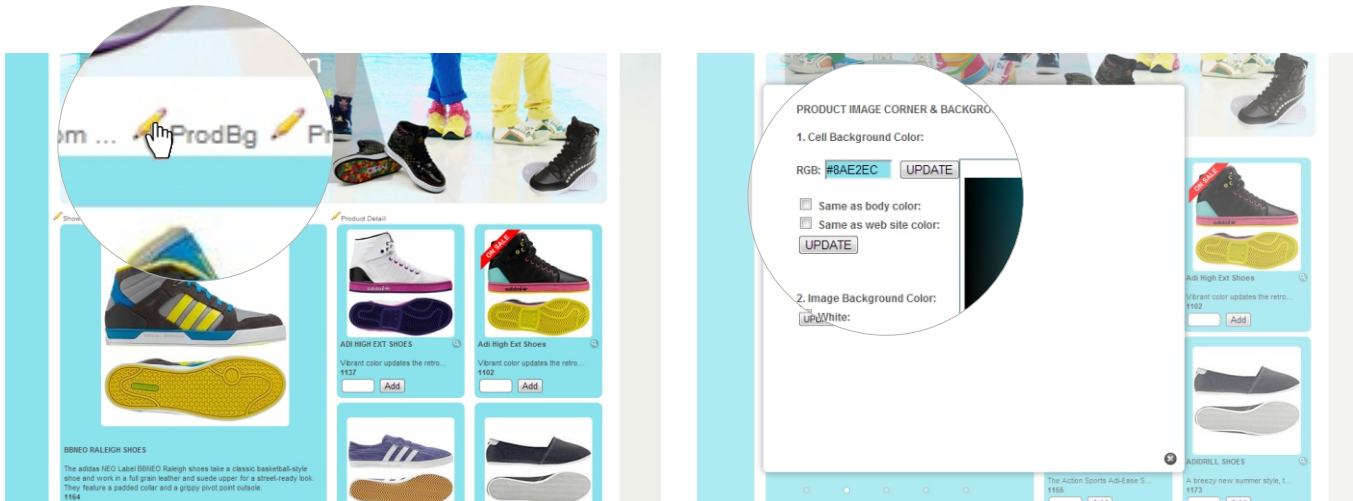 om ... ProdBg Pr
Show
Product Detail
ON SALE
ADI HIGH EXT SHOES
Vibrant color updates the retro...
1137
Add
Adi High Ext Shoes
Vibrant color updates the retro...
1102
Add
BBNEO RALEIGH SHOES
The adidas NEO Label BBNEO Raleigh shoes take a classic basketball-style
shoe and work in a full grain leather and suede upper for a street-ready look.
They feature a padded collar and a grippy pivot point outsole.
1164
PRODUCT IMAGE CORNER & BACKGRO
1. Cell Background Color:
RGB: #8AE2EC UPDATE
Same as body color:
Same as web site color:
UPDATE
2. Image Background Color:
White:
ON SALE
Adi High Ext Shoes
Vibrant color updates the retro...
1102
Add
ADIDRILL SHOES
The Action Sports Adi-Ease S...
1155
A breezy new summer style, t...
1173